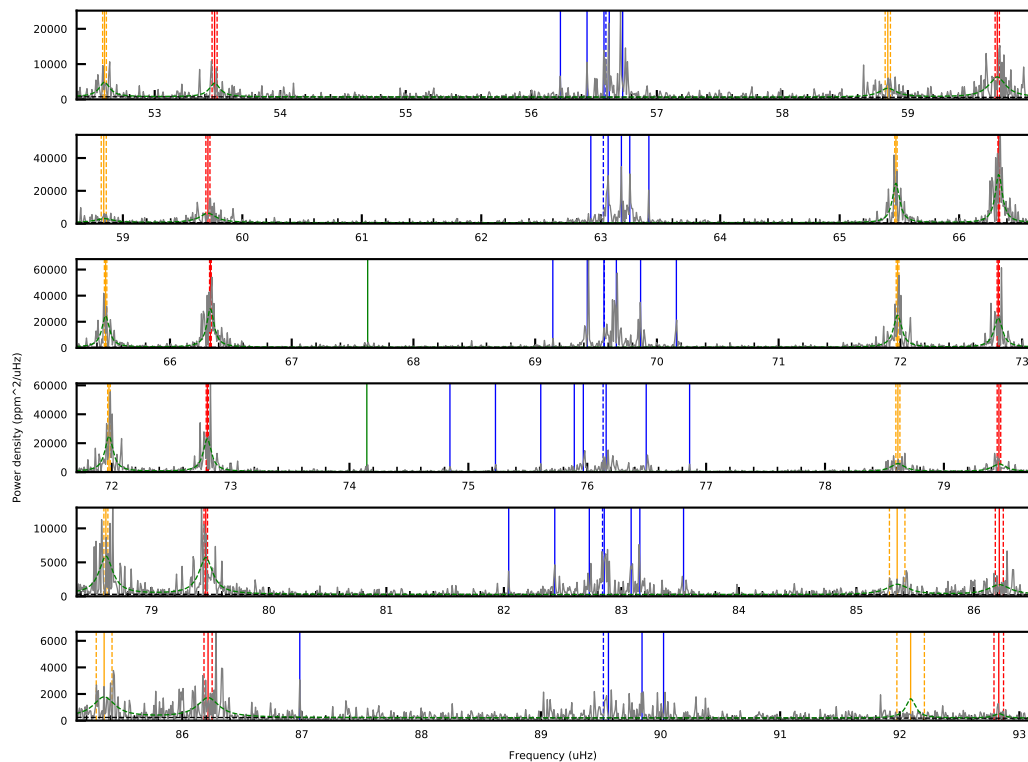 20000
10000
0
53 54 55 56 57 58 59
40000
20000
0
59 60 61 62 63 64 65 66
60000
40000
20000
0
66 67 68 69 70 71 72 73
60000
40000
20000
0
72 73 74 75 76 77 78 79
10000
5000
0
79 80 81 82 83 84 85 86
6000
4000
2000
0
86 87 88 89 90 91 92 93
Power density (ppm^2/uHz)
Frequency (uHz)